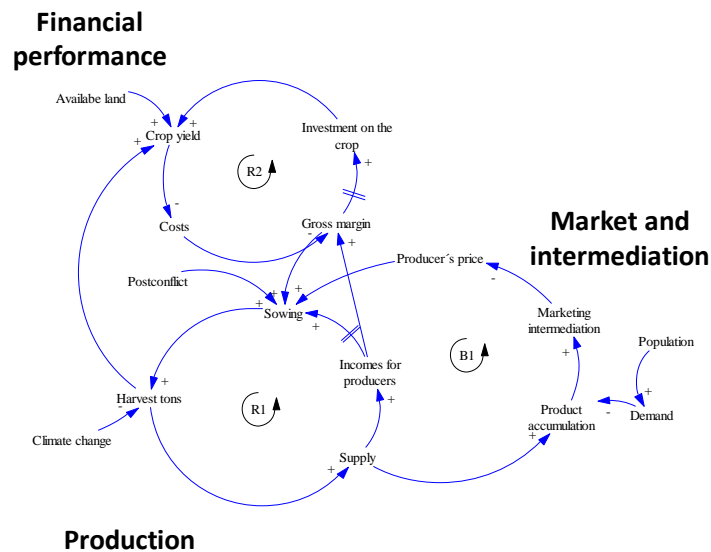 Financial
performance
Availabe land
+
+
+
Crop yield
Investment on the
crop
+
R2
-
Costs
-
Gross margin
+
Market and
intermediation
Producer´s price
-
Postconflict
+
+
+
Sowing
+
Marketing
intermediation
+
Population
B1
Incomes for
producers
+
+
Harvest tons
-
R1
+
-
Product
accumulation
+
Demand
Climate change
Supply
+
Production